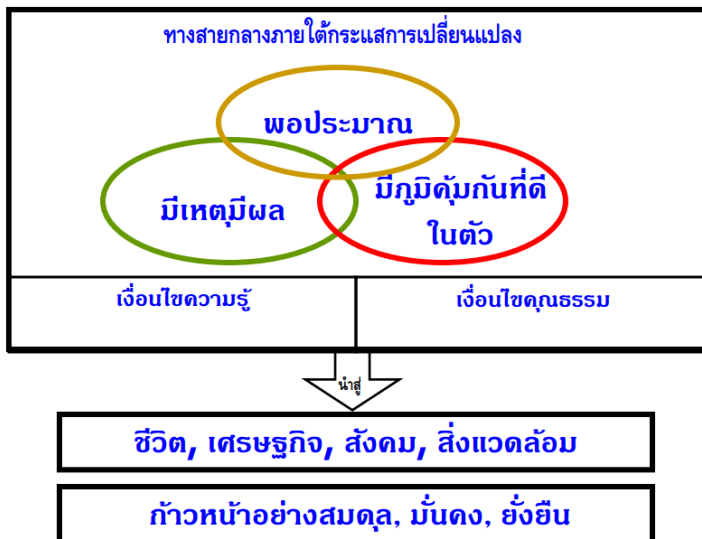 ทางสายกลางภายใต้กระแสการเปลี่ยนแปลง
พอประมาณ
มีเหตุมีผล
มีภูมิคุ้มกันที่ดี
ในตัว
เงื่อนไขความรู้
เงื่อนไขคุณธรรม
นำสู่
ชีวิต, เศรษฐกิจ, สังคม, สิ่งแวดล้อม
ก้าวหน้าอย่างสมดุล, มั่นคง, ยั่งยืน